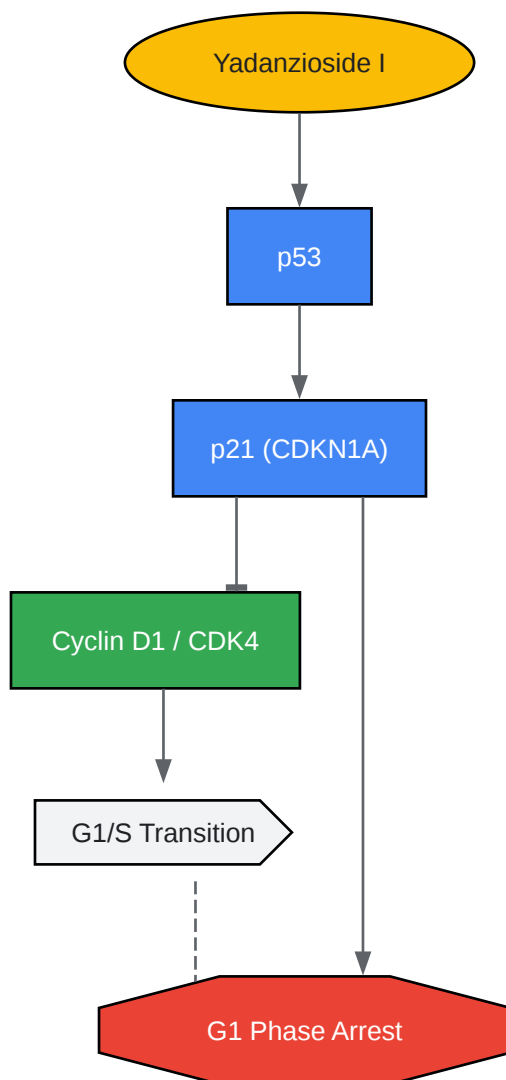 Yadanzioside I
p53
p21 (CDKN1A)
Cyclin D1 / CDK4
G1/S Transition
G1 Phase Arrest